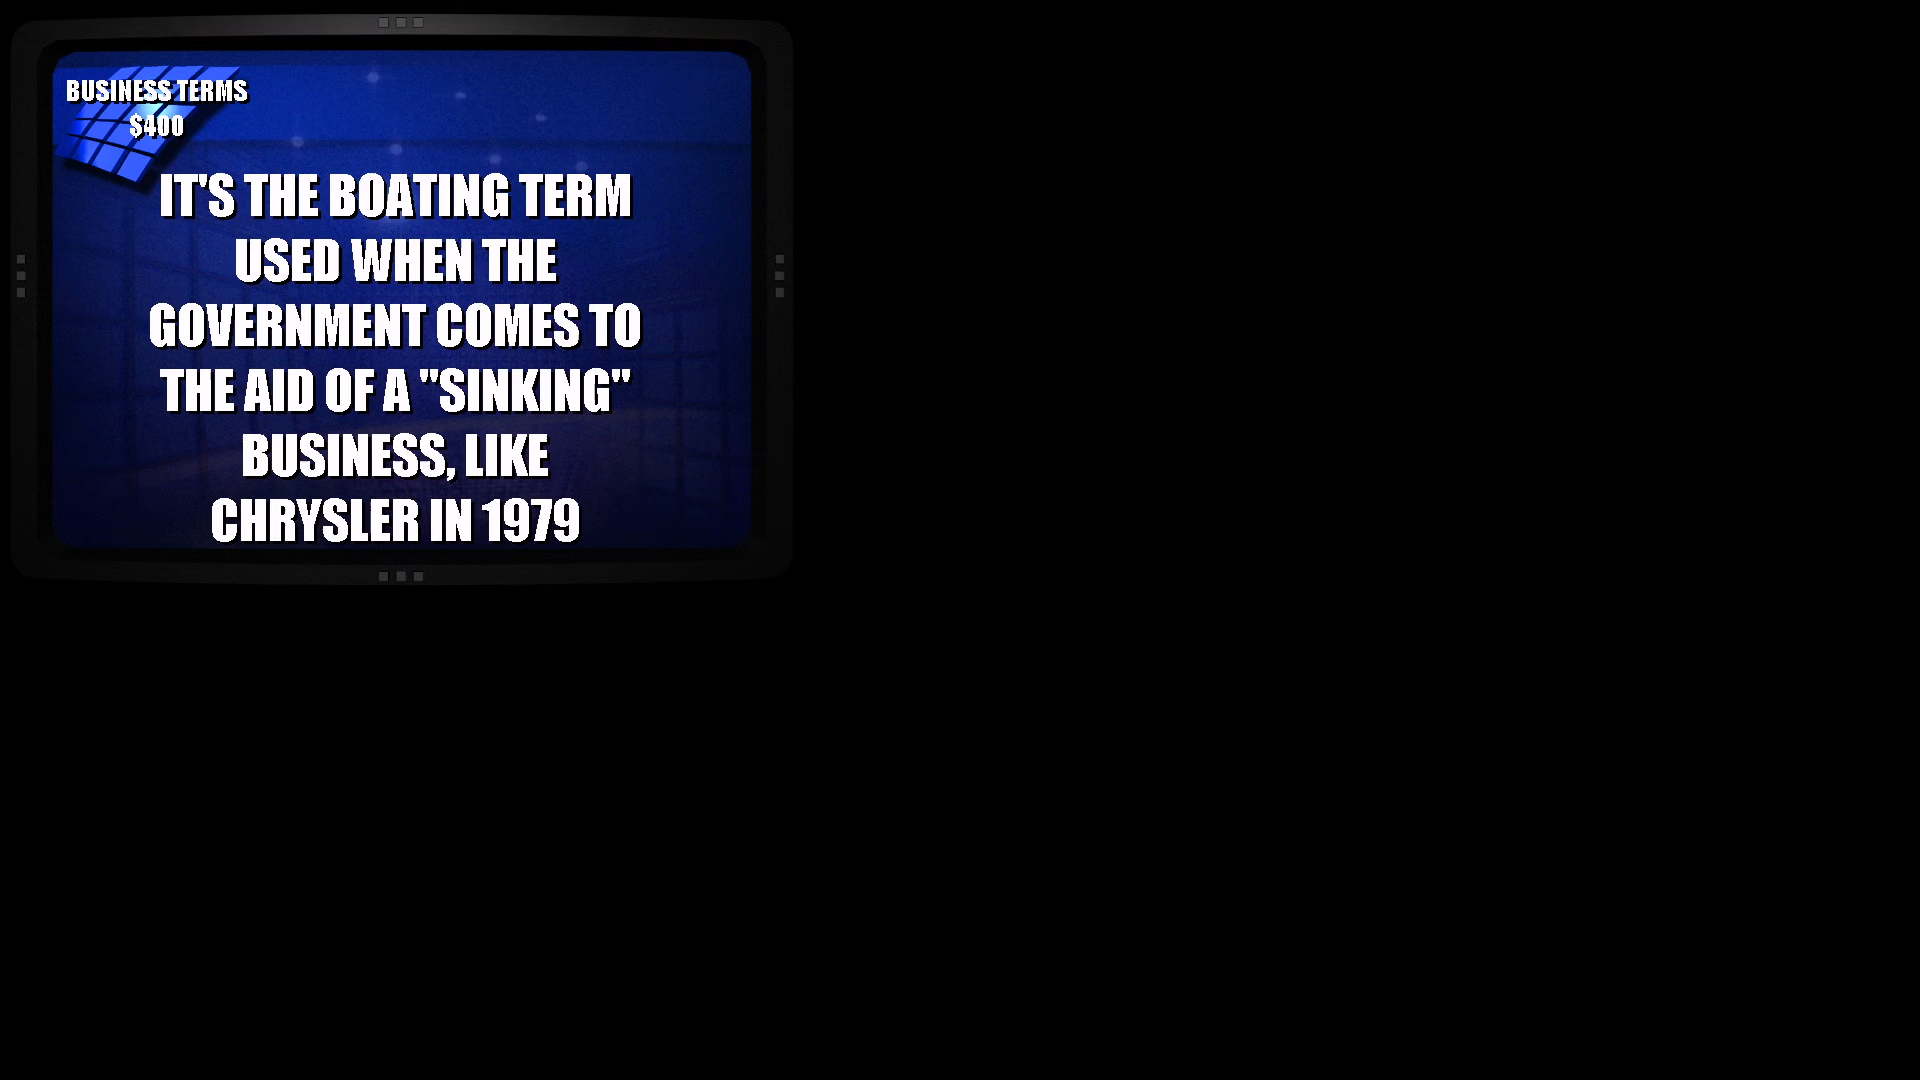 BUSINESS TERMS
$400
IT'S THE BOATING TERM
USED WHEN THE
GOVERNMENT COMES TO
THE AID OF A "SINKING"
BUSINESS, LIKE
CHRYSLER IN 1979